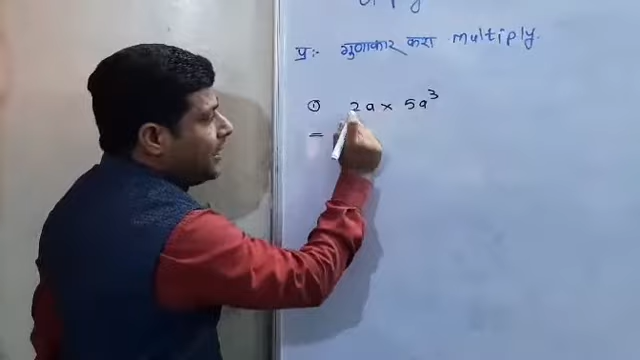 प्र:- गुणाकार करा multiply.
① 2a × 5a³
=